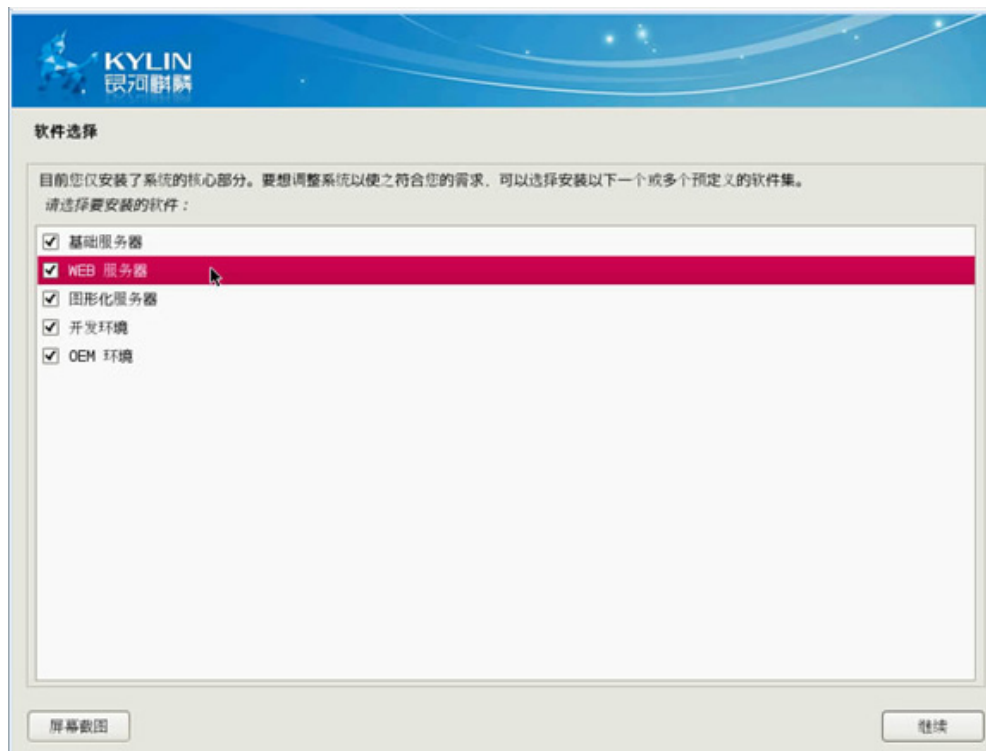 KYLIN
银河麒麟
软件选择
目前您仅安装了系统的核心部分。要想调整系统以使之符合您的需求，可以选择安装以下一个或多个预定义的软件集。
请选择要安装的软件：
基础服务器
WEB 服务器
图形化服务器
开发环境
OEM 环境
屏幕截图
继续